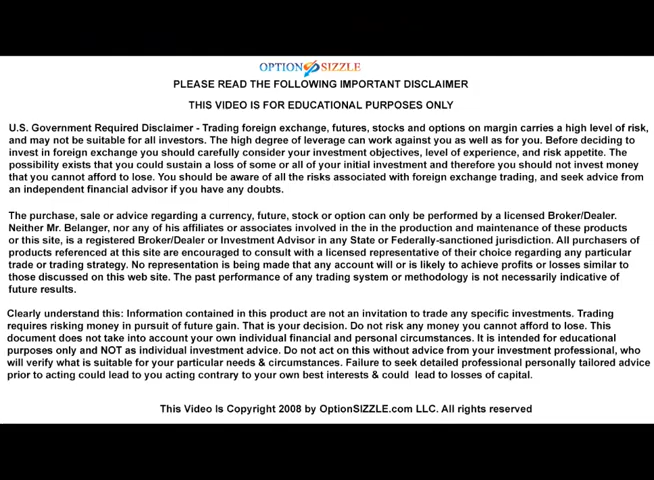 OPTION SIZZLE
PLEASE READ THE FOLLOWING IMPORTANT DISCLAIMER
THIS VIDEO IS FOR EDUCATIONAL PURPOSES ONLY
U.S. Government Required Disclaimer - Trading foreign exchange, futures, stocks and options on margin carries a high level of risk,
and may not be suitable for all investors. The high degree of leverage can work against you as well as for you. Before deciding to
invest in foreign exchange you should carefully consider your investment objectives, level of experience, and risk appetite. The
possibility exists that you could sustain a loss of some or all of your initial investment and therefore you should not invest money
that you cannot afford to lose. You should be aware of all the risks associated with foreign exchange trading, and seek advice from
an independent financial advisor if you have any doubts.
The purchase, sale or advice regarding a currency, future, stock or option can only be performed by a licensed Broker/Dealer.
Neither Mr. Belanger, nor any of his affiliates or associates involved in the in the production and maintenance of these products
or this site, is a registered Broker/Dealer or Investment Advisor in any State or Federally-sanctioned jurisdiction. All purchasers of
products referenced at this site are encouraged to consult with a licensed representative of their choice regarding any particular
trade or trading strategy. No representation is being made that any account will or is likely to achieve profits or losses similar to
those discussed on this web site. The past performance of any trading system or methodology is not necessarily indicative of
future results.
Clearly understand this: Information contained in this product are not an invitation to trade any specific investments. Trading
requires risking money in pursuit of future gain. That is your decision. Do not risk any money you cannot afford to lose. This
document does not take into account your own individual financial and personal circumstances. It is intended for educational
purposes only and NOT as individual investment advice. Do not act on this without advice from your investment professional, who
will verify what is suitable for your particular needs & circumstances. Failure to seek detailed professional personally tailored advice
prior to acting could lead to you acting contrary to your own best interests & could lead to losses of capital.
This Video Is Copyright 2008 by OptionSIZZLE.com LLC. All rights reserved